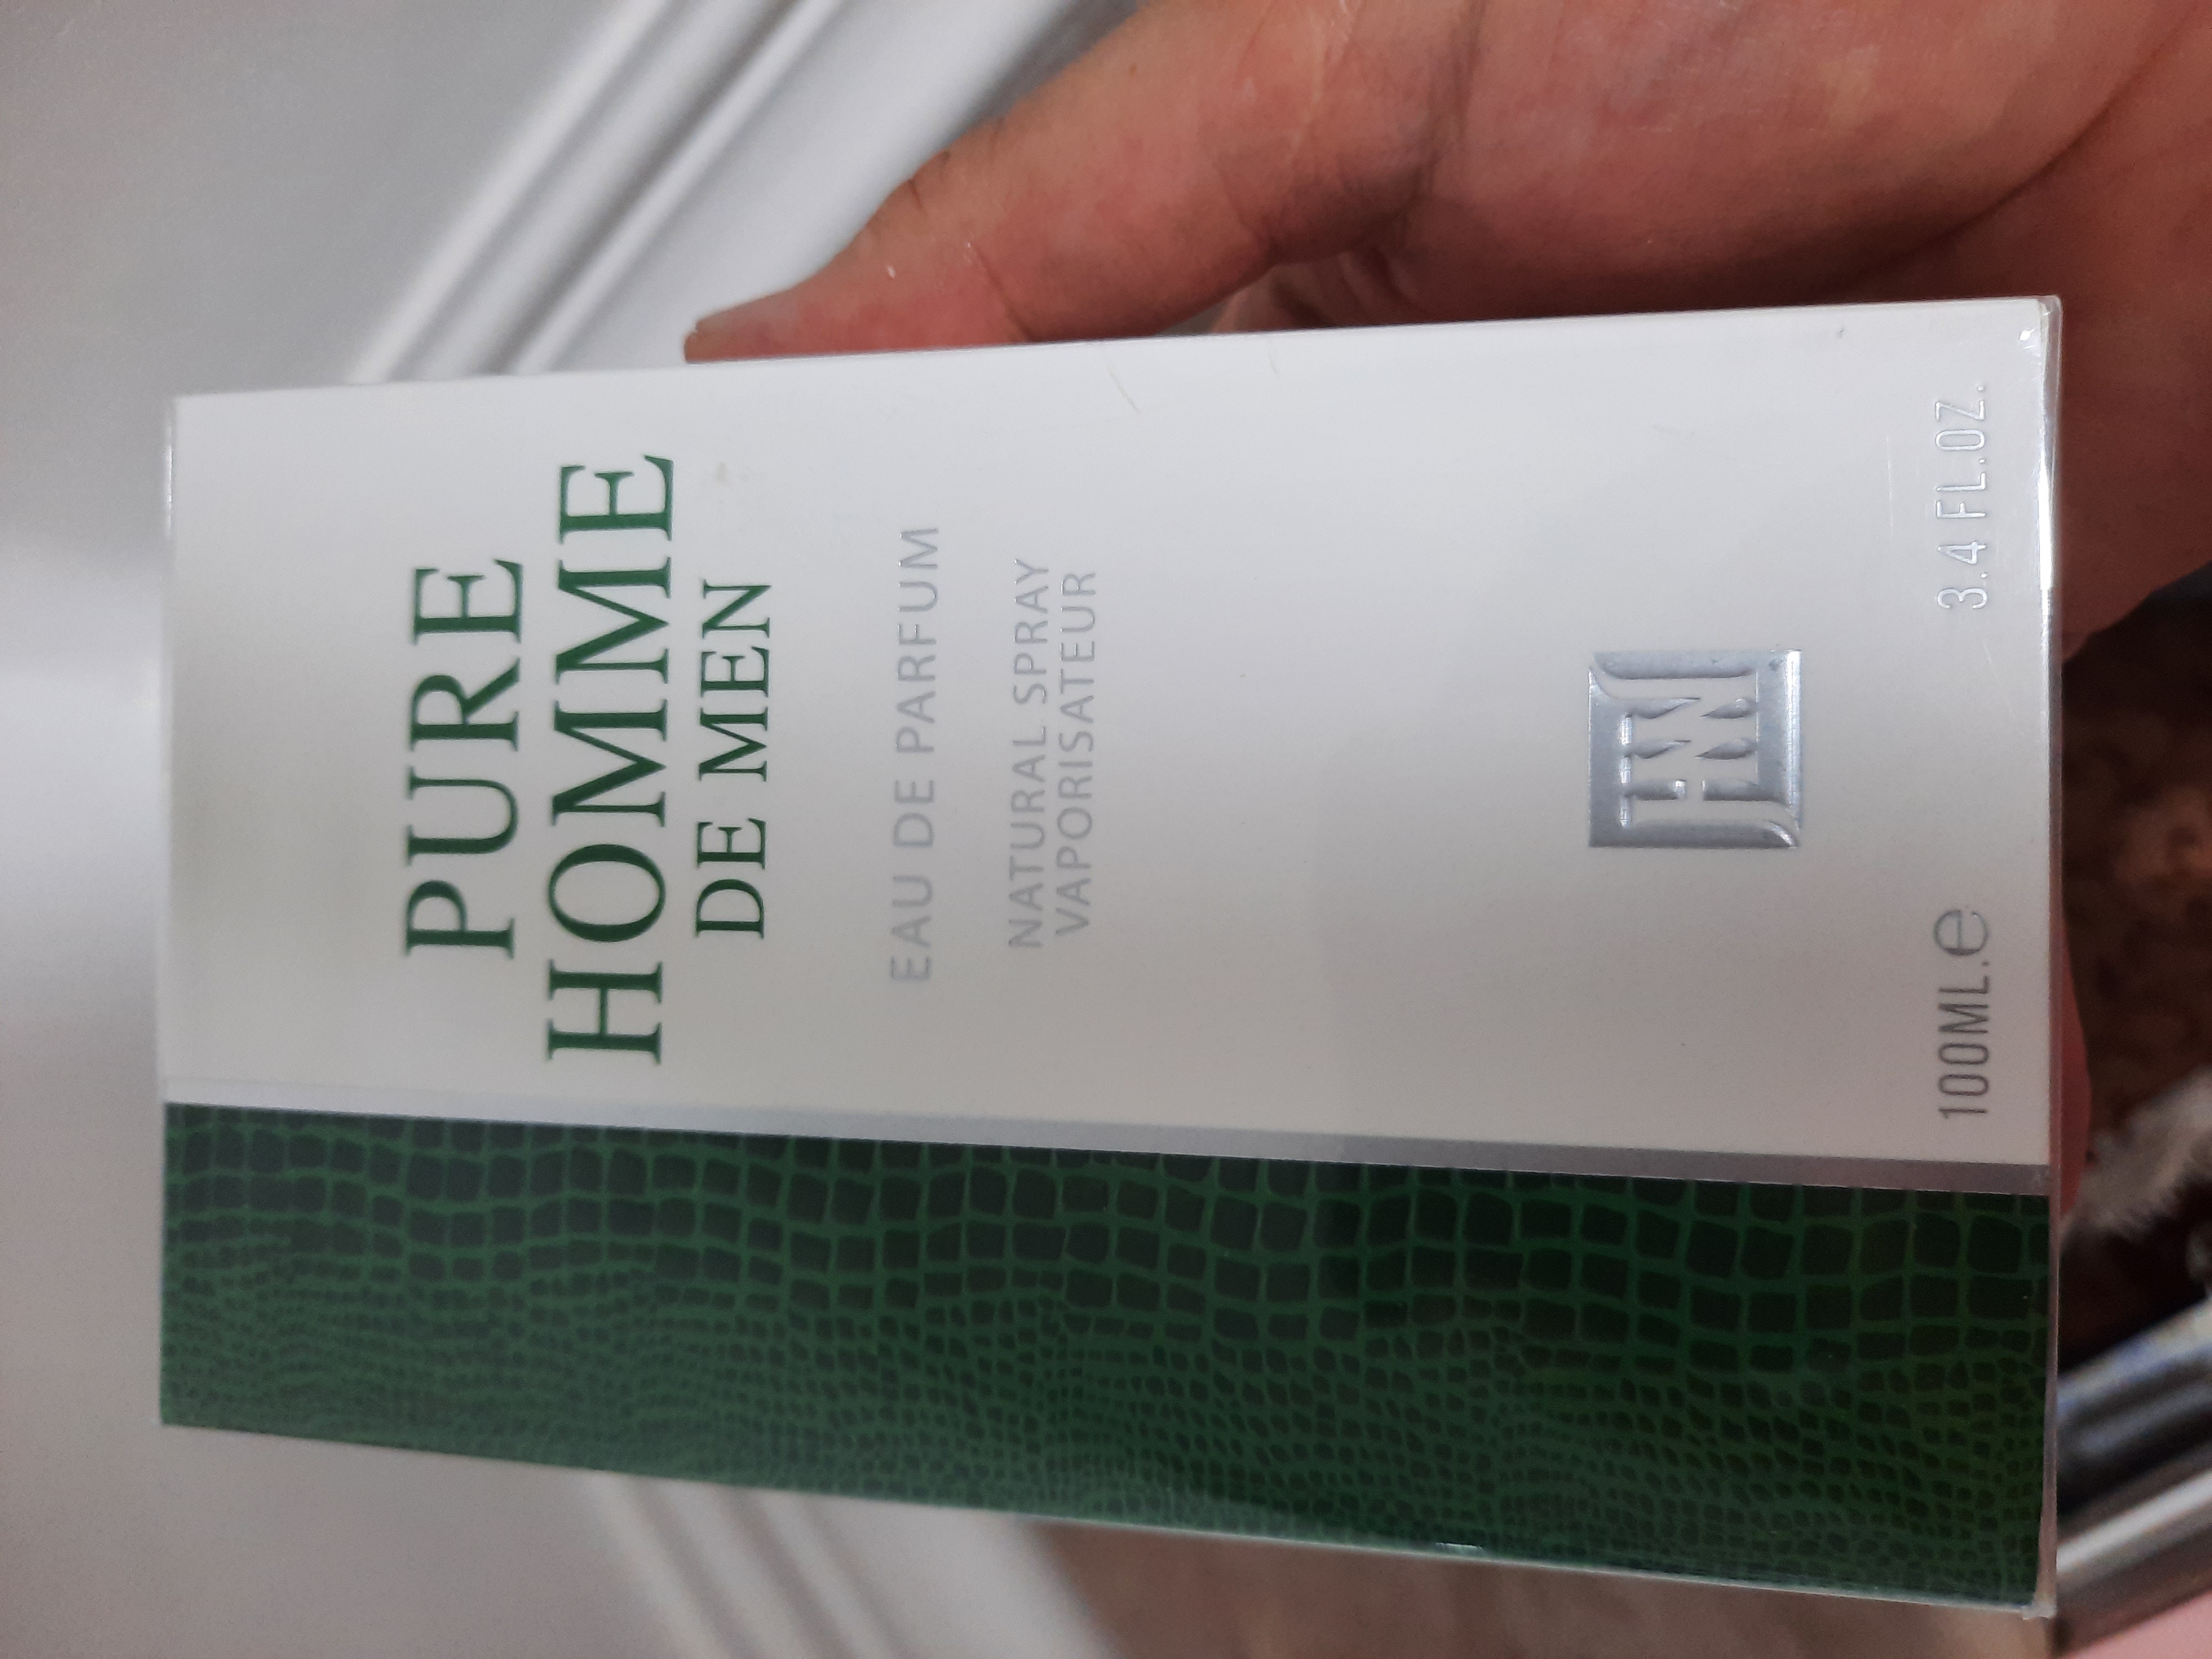 PURE
HOMME
DE MEN
EAU DE PARFUM
NATURAL SPRAY
VAPORISATEUR
100ML.e 3.4 FL.OZ.